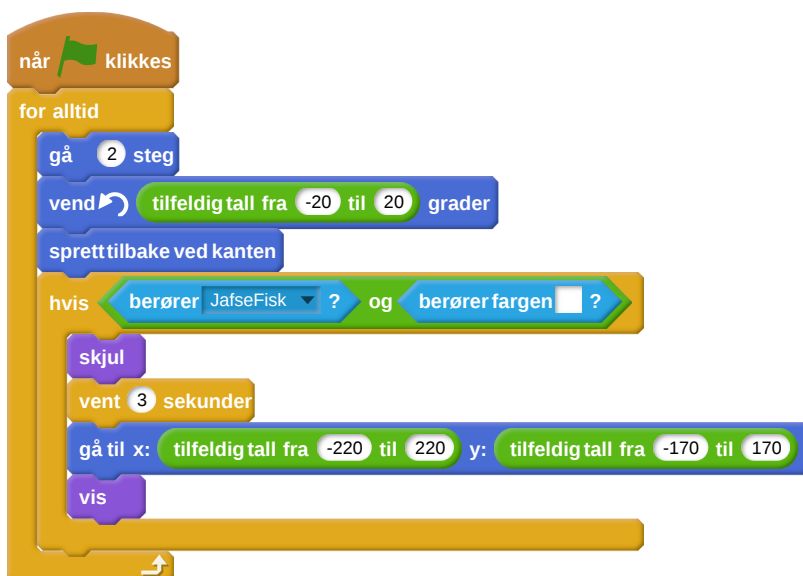 når klikkes
for alltid
gå 2 steg
vend tilfeldig tall fra -20 til 20 grader
sprett tilbake ved kanten
hvis berører JafseFisk ? og berører fargen ?
skjul
vent 3 sekunder
gå til x: tilfeldig tall fra -220 til 220 y: tilfeldig tall fra -170 til 170
vis